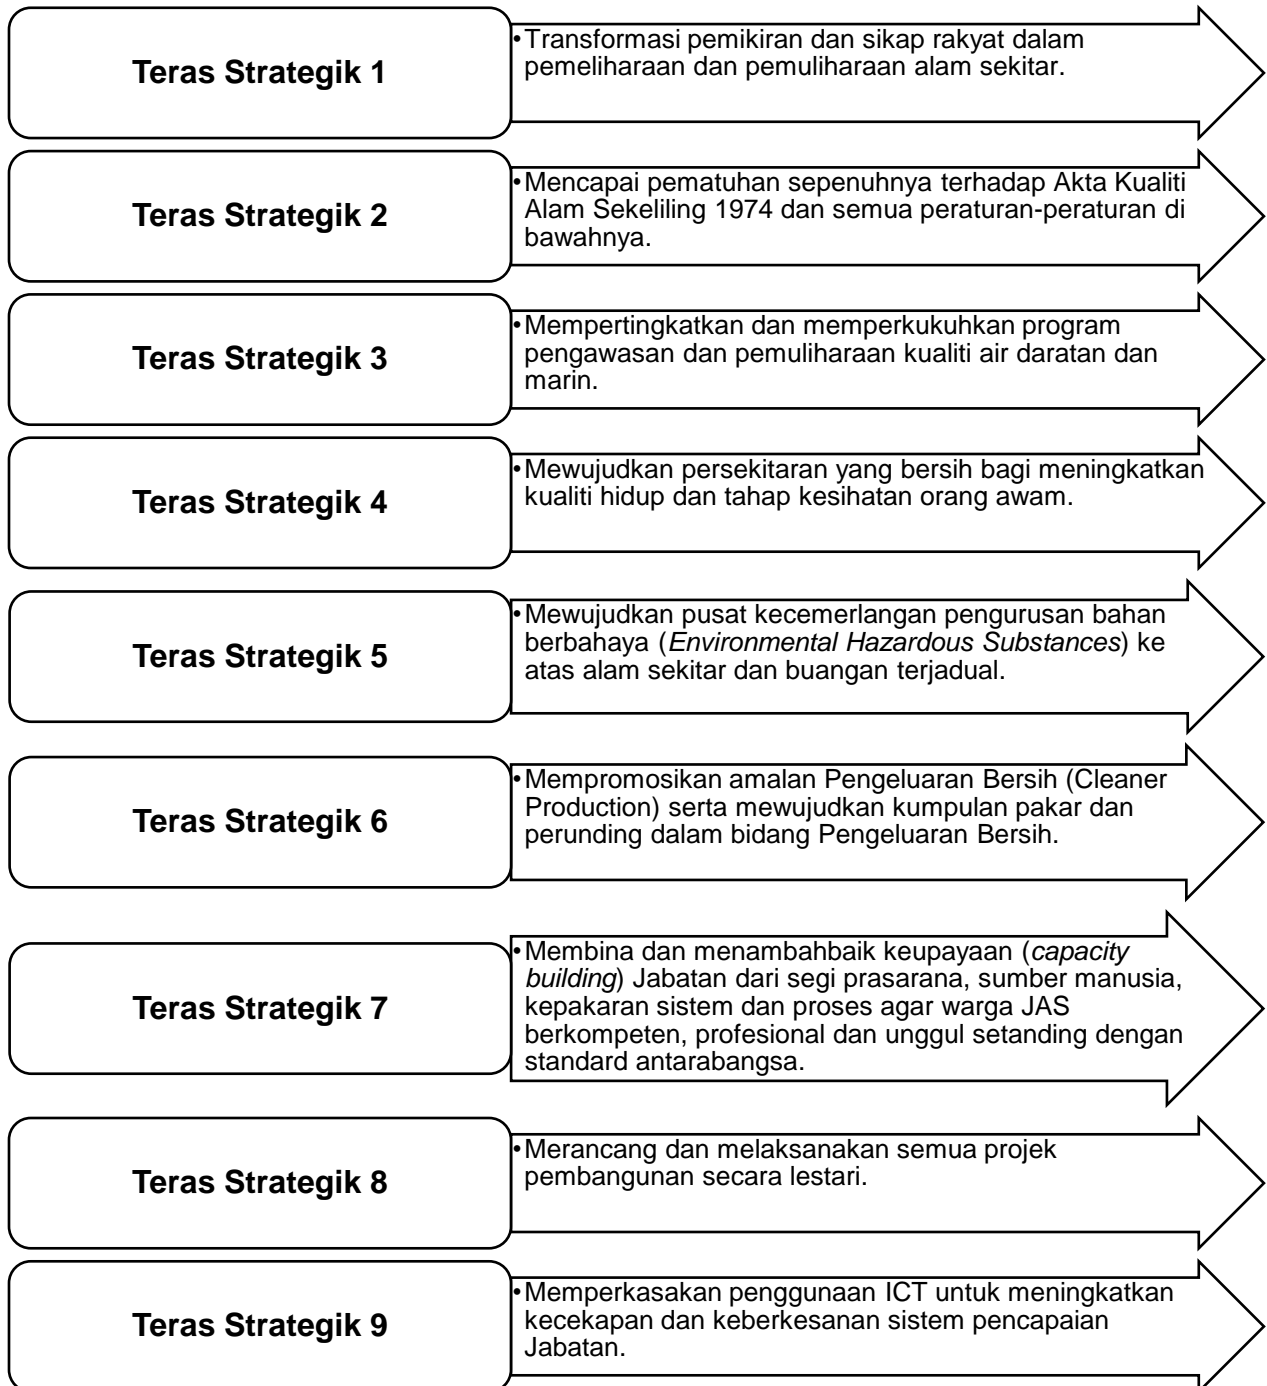 Teras Strategik 1
•Transformasi pemikiran dan sikap rakyat dalam
pemeliharaan dan pemuliharaan alam sekitar.
Teras Strategik 2
•Mencapai pematuhan sepenuhnya terhadap Akta Kualiti
Alam Sekeliling 1974 dan semua peraturan-peraturan di
bawahnya.
Teras Strategik 3
•Mempertingkatkan dan memperkukuhkan program
pengawasan dan pemuliharaan kualiti air daratan dan
marin.
Teras Strategik 4
•Mewujudkan persekitaran yang bersih bagi meningkatkan
kualiti hidup dan tahap kesihatan orang awam.
Teras Strategik 5
•Mewujudkan pusat kecemerlangan pengurusan bahan
berbahaya (Environmental Hazardous Substances) ke
atas alam sekitar dan buangan terjadual.
Teras Strategik 6
•Mempromosikan amalan Pengeluaran Bersih (Cleaner
Production) serta mewujudkan kumpulan pakar dan
perunding dalam bidang Pengeluaran Bersih.
Teras Strategik 7
•Membina dan menambahbaik keupayaan (capacity
building) Jabatan dari segi prasarana, sumber manusia,
kepakaran sistem dan proses agar warga JAS
berkompeten, profesional dan unggul setanding dengan
standard antarabangsa.
Teras Strategik 8
•Merancang dan melaksanakan semua projek
pembangunan secara lestari.
Teras Strategik 9
•Memperkasakan penggunaan ICT untuk meningkatkan
kecekapan dan keberkesanan sistem pencapaian
Jabatan.